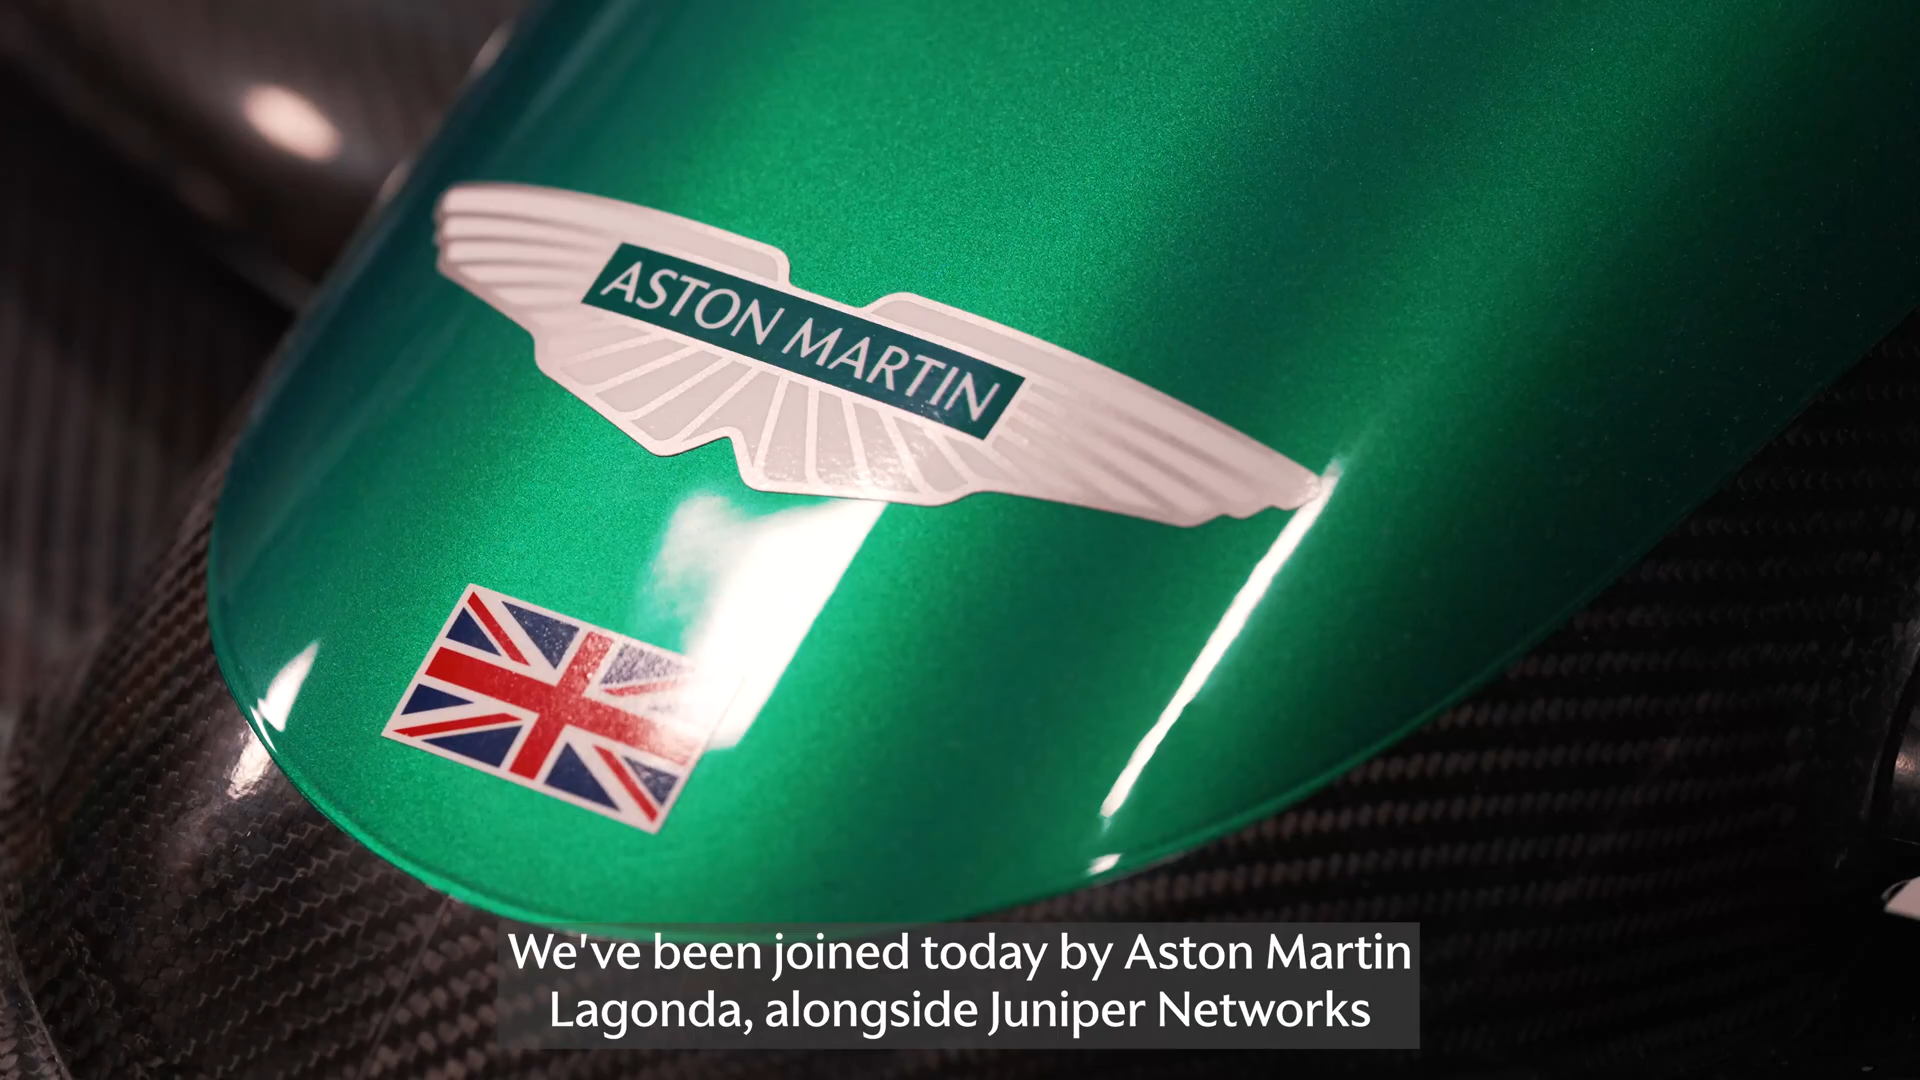 ASTON MARTIN
We've been joined today by Aston Martin
Lagonda, alongside Juniper Networks